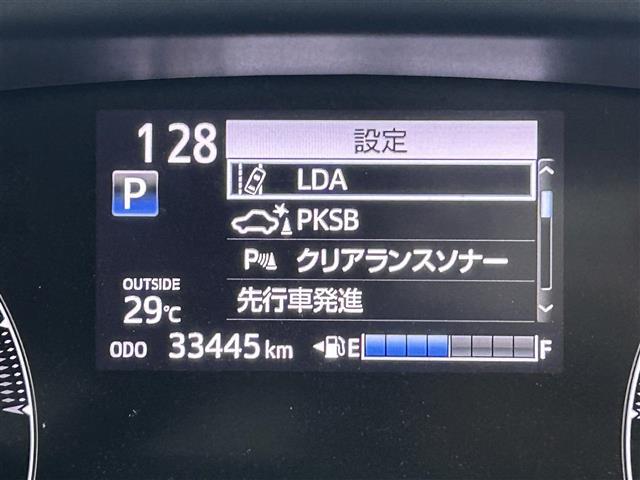 128
設定
LDA
P
PKSB
P クリアランスソナー
OUTSIDE
29℃
先行車発進
ODO 33445 km
E F